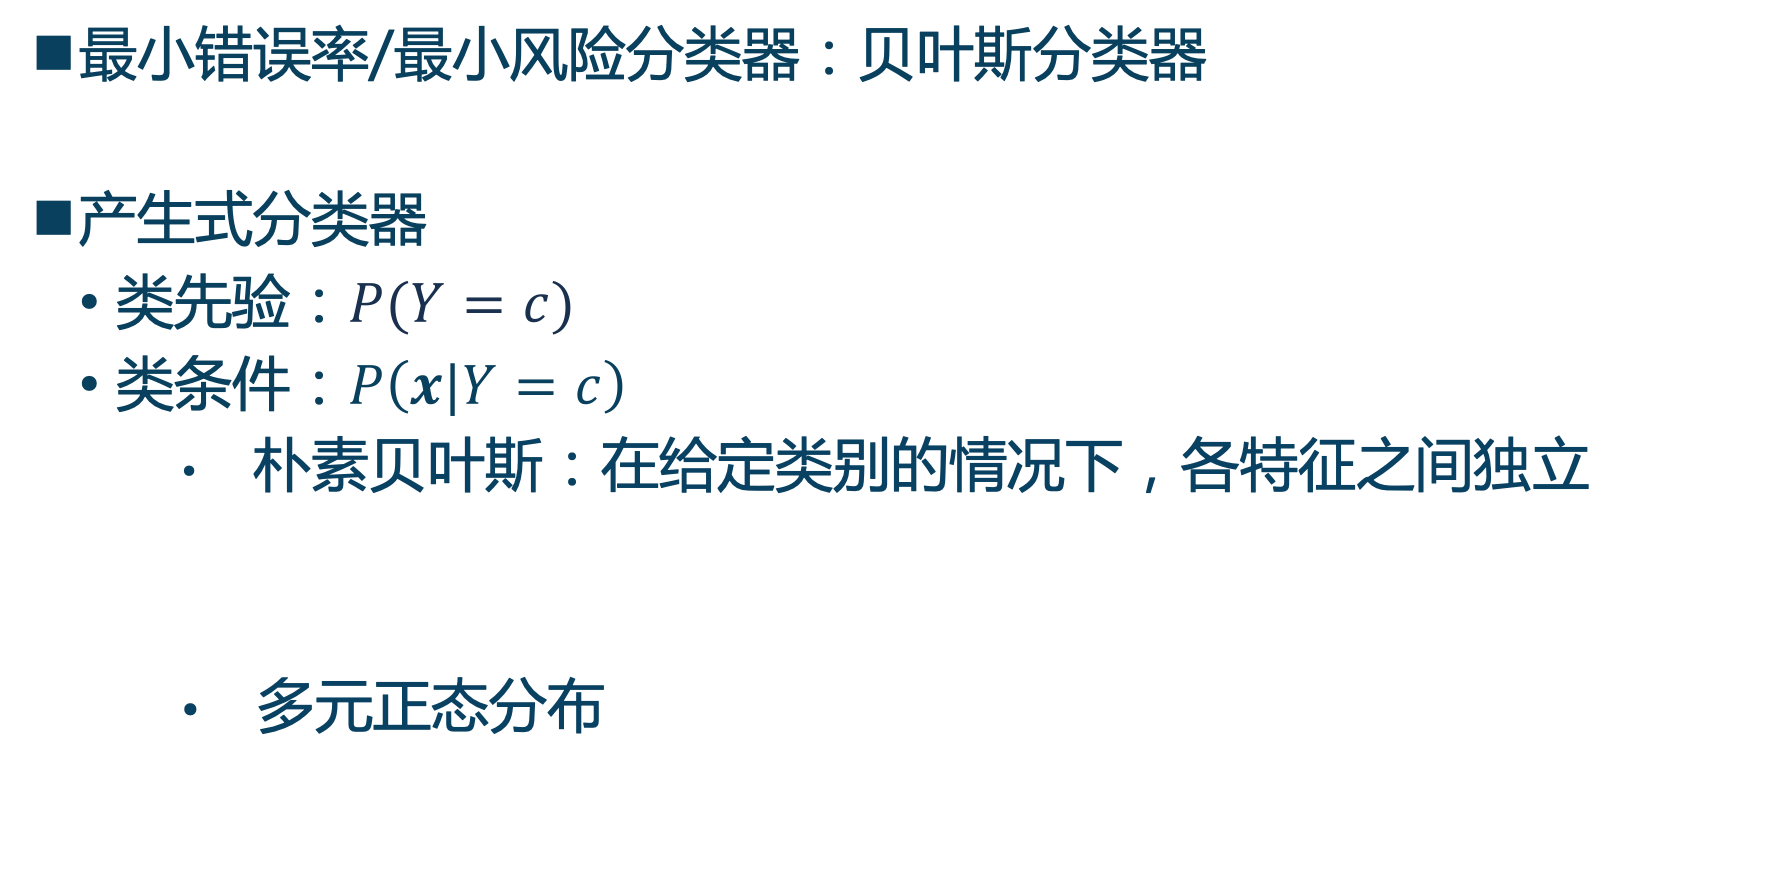 ■最小错误率/最小风险分类器：贝叶斯分类器
■产生式分类器
• 类先验：P(Y = c)
• 类条件：P(x|Y = c)
• 朴素贝叶斯：在给定类别的情况下，各特征之间独立
• 多元正态分布